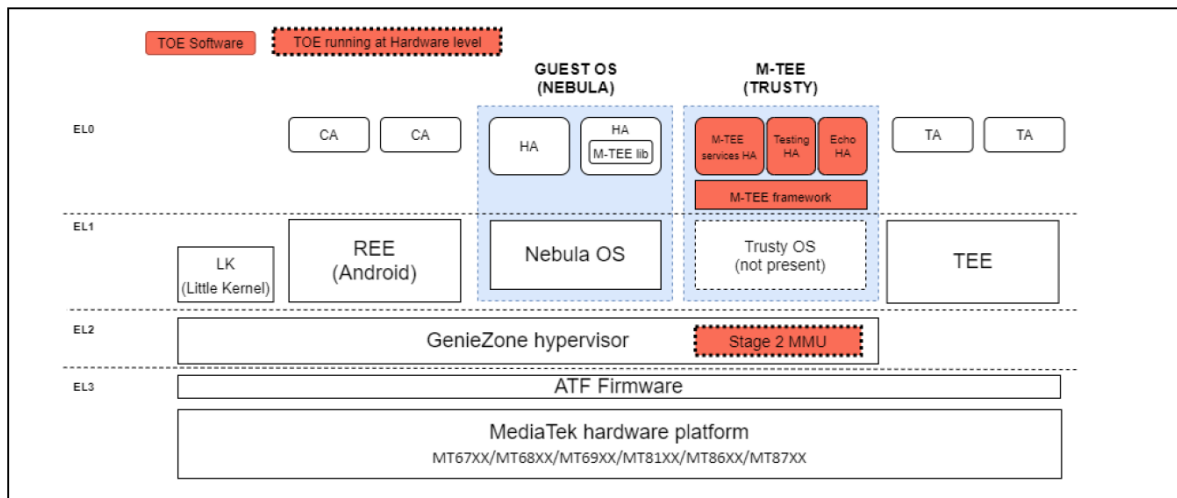 TOE Software
TOE running at Hardware level
GUEST OS
(NEBULA)
M-TEE
(TRUSTY)
EL0
CA
CA
HA
HA
M-TEE lib
M-TEE
services HA
Testing
HA
Echo
HA
TA
TA
M-TEE framework
EL1
LK
(Little Kernel)
REE
(Android)
Nebula OS
Trusty OS
(not present)
TEE
EL2
GenieZone hypervisor
Stage 2 MMU
EL3
ATF Firmware
MediaTek hardware platform
MT67XX/MT68XX/MT69XX/MT81XX/MT86XX/MT87XX